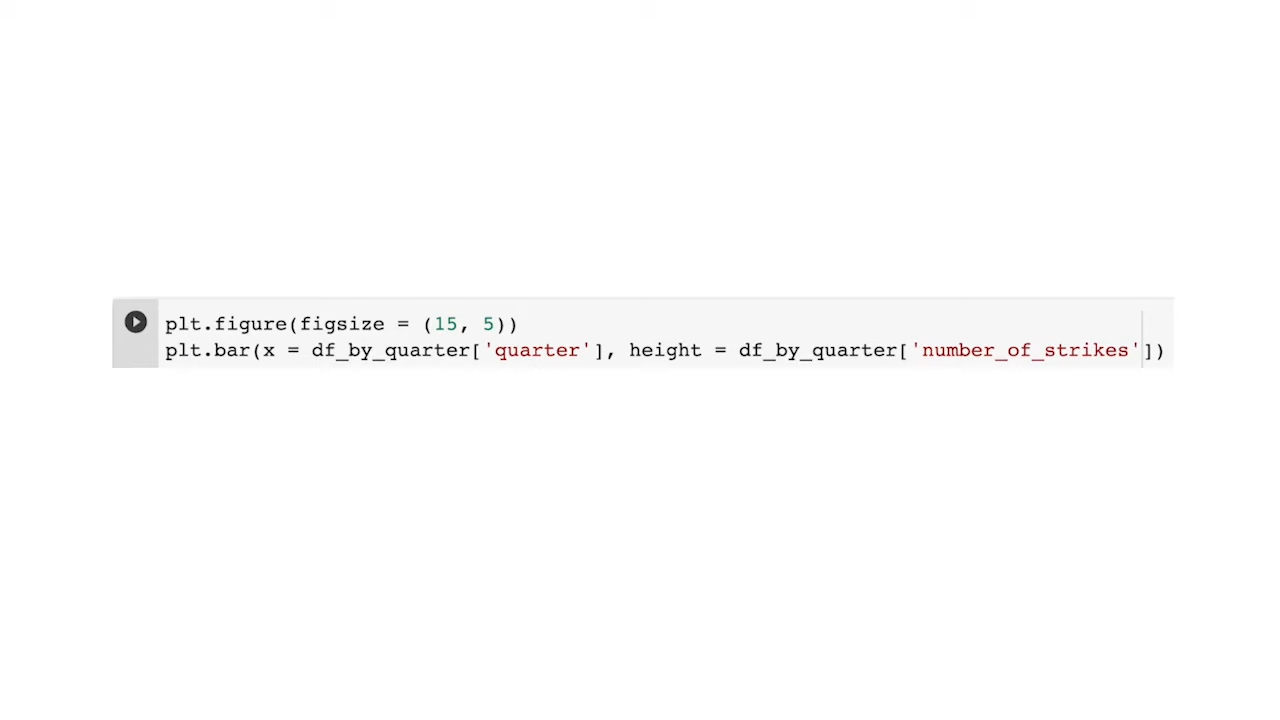 plt.figure(figsize = (15, 5))
plt.bar(x = df_by_quarter['quarter'], height = df_by_quarter['number_of_strikes'])